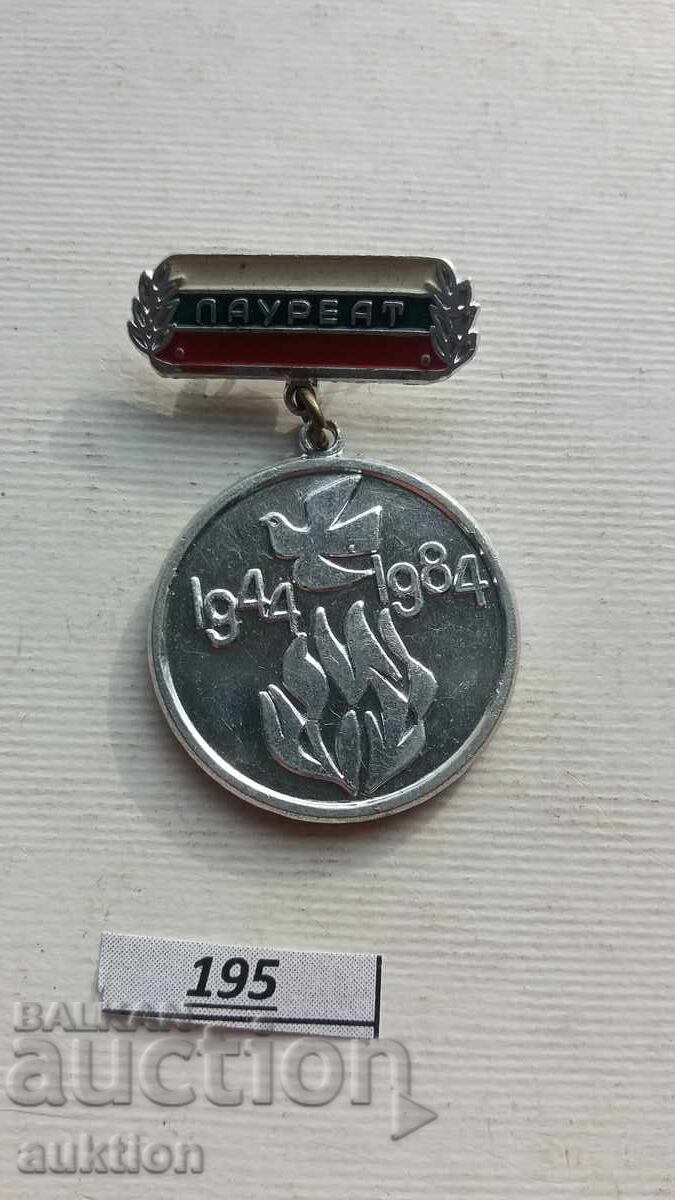 ЛАУРЕАТ
1944 1984
195
BALKAN
auction
auktion